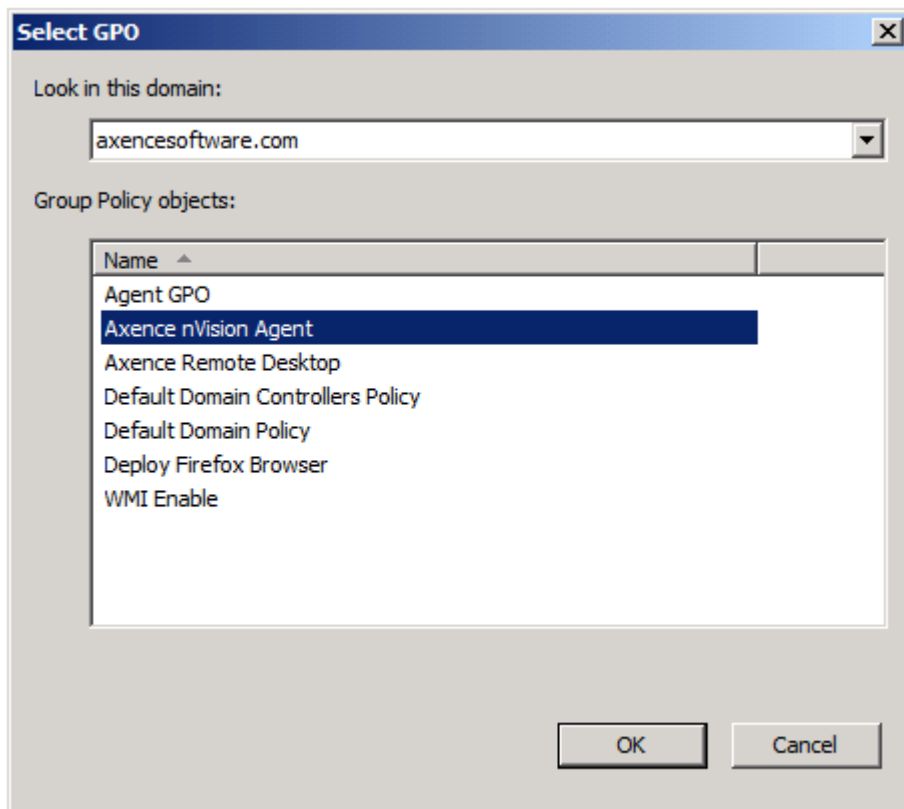 Select GPO
Look in this domain:
axencesoftware.com
Group Policy objects:
Name
Agent GPO
Axence nVision Agent
Axence Remote Desktop
Default Domain Controllers Policy
Default Domain Policy
Deploy Firefox Browser
WMI Enable
OK Cancel